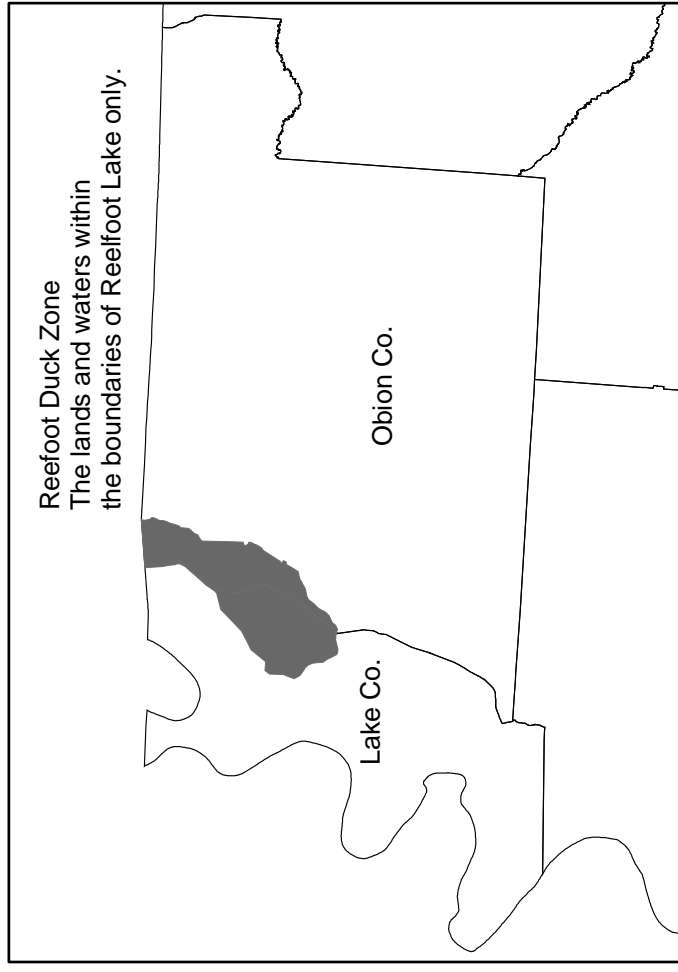 Reefoot Duck Zone
The lands and waters within
the boundaries of Reelfoot Lake only.
Obion Co.
Lake Co.